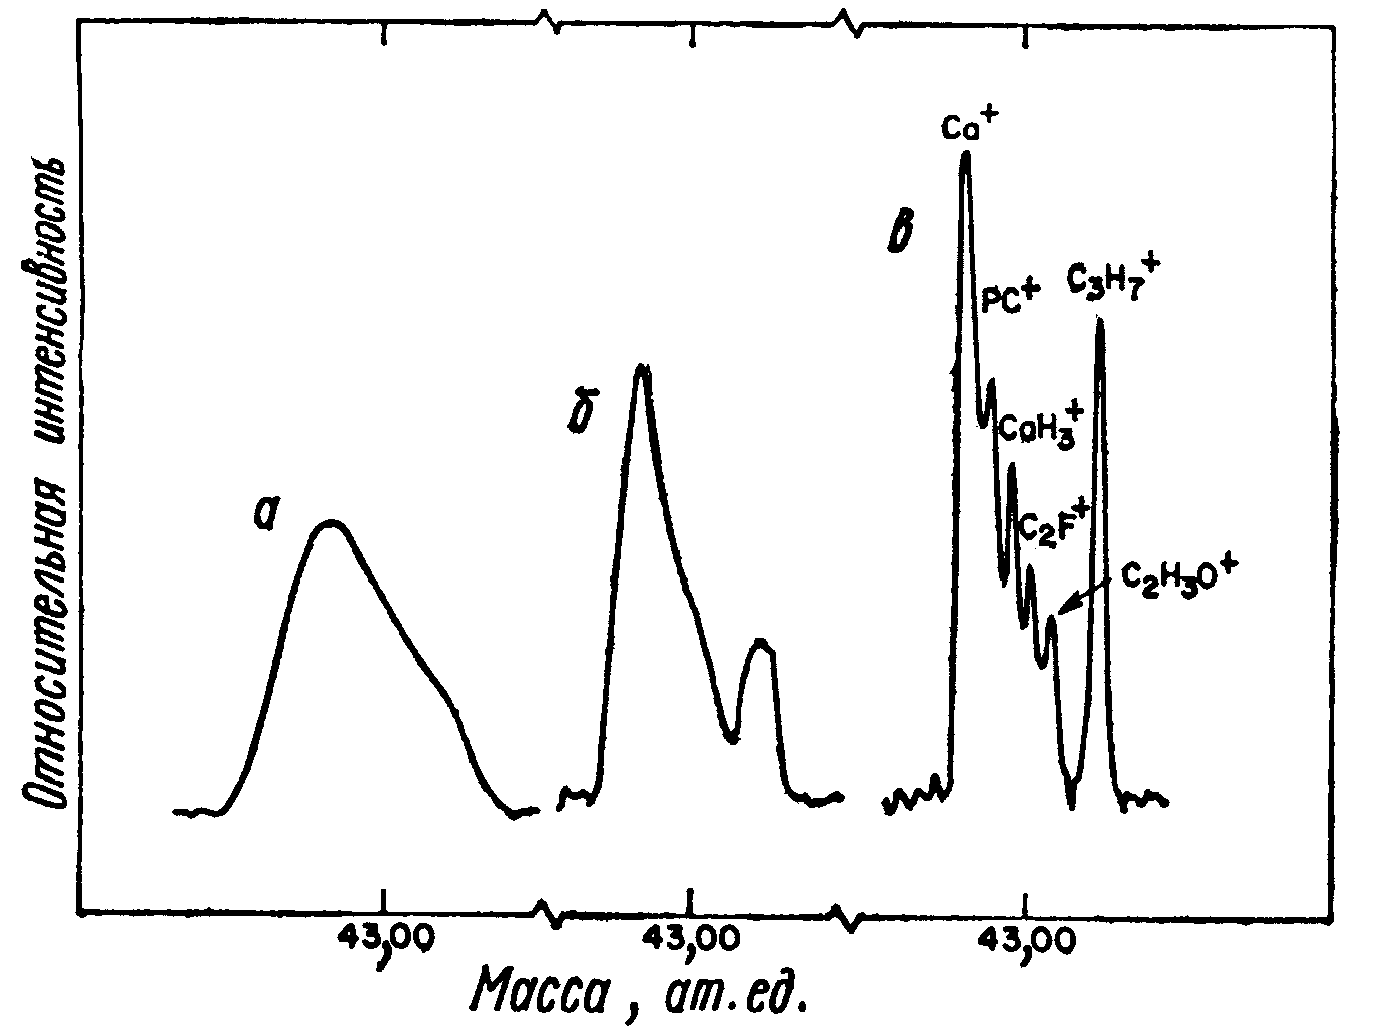 Относительная интенсивность
а
б
в
Ca⁺
PC⁺
C₃H₇⁺
CaH₃⁺
C₂F⁺
C₂H₃O⁺
43,00
43,00
43,00
Масса, ат. ед.